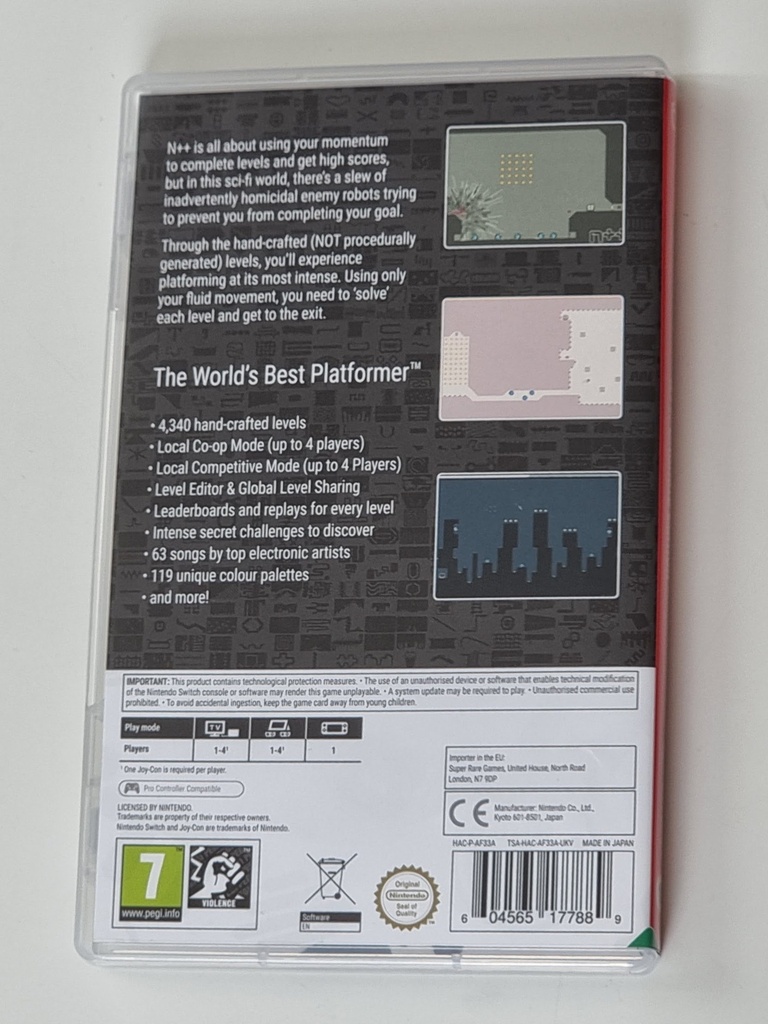 N++ is all about using your momentum
to complete levels and get high scores,
but in this sci-fi world, there's a slew of
inadvertently homicidal enemy robots trying
to prevent you from completing your goal.
Through the hand-crafted (NOT procedurally
generated) levels, you'll experience
platforming at its most intense. Using only
your fluid movement, you need to 'solve'
each level and get to the exit.
The World's Best Platformer™
• 4,340 hand-crafted levels
• Local Co-op Mode (up to 4 players)
• Local Competitive Mode (up to 4 Players)
• Level Editor & Global Level Sharing
• Leaderboards and replays for every level
• Intense secret challenges to discover
• 63 songs by top electronic artists
• 119 unique colour palettes
• and more!
n++
IMPORTANT: This product contains technological protection measures. • The use of an unauthorised device or software that enables technical modification
of the Nintendo Switch console or software may render this game unplayable. • A system update may be required to play. • Unauthorised commercial use
prohibited. • To avoid accidental ingestion, keep the game card away from young children.
Play mode TV
Players 1-4¹ 1-4¹ 1
¹ One Joy-Con is required per player.
Pro Controller Compatible
LICENSED BY NINTENDO.
Trademarks are property of their respective owners.
Nintendo Switch and Joy-Con are trademarks of Nintendo.
Importer in the EU:
Super Rare Games, United House, North Road
London, N7 9DP
CE Manufacturer: Nintendo Co., Ltd.,
Kyoto 601-8501, Japan
HAC-P-AF33A TSA-HAC-AF33A-UKV MADE IN JAPAN
7™
www.pegi.info
™
VIOLENCE
Software
EN
Original
Nintendo
Seal of
Quality
™
6 04565 17788 9